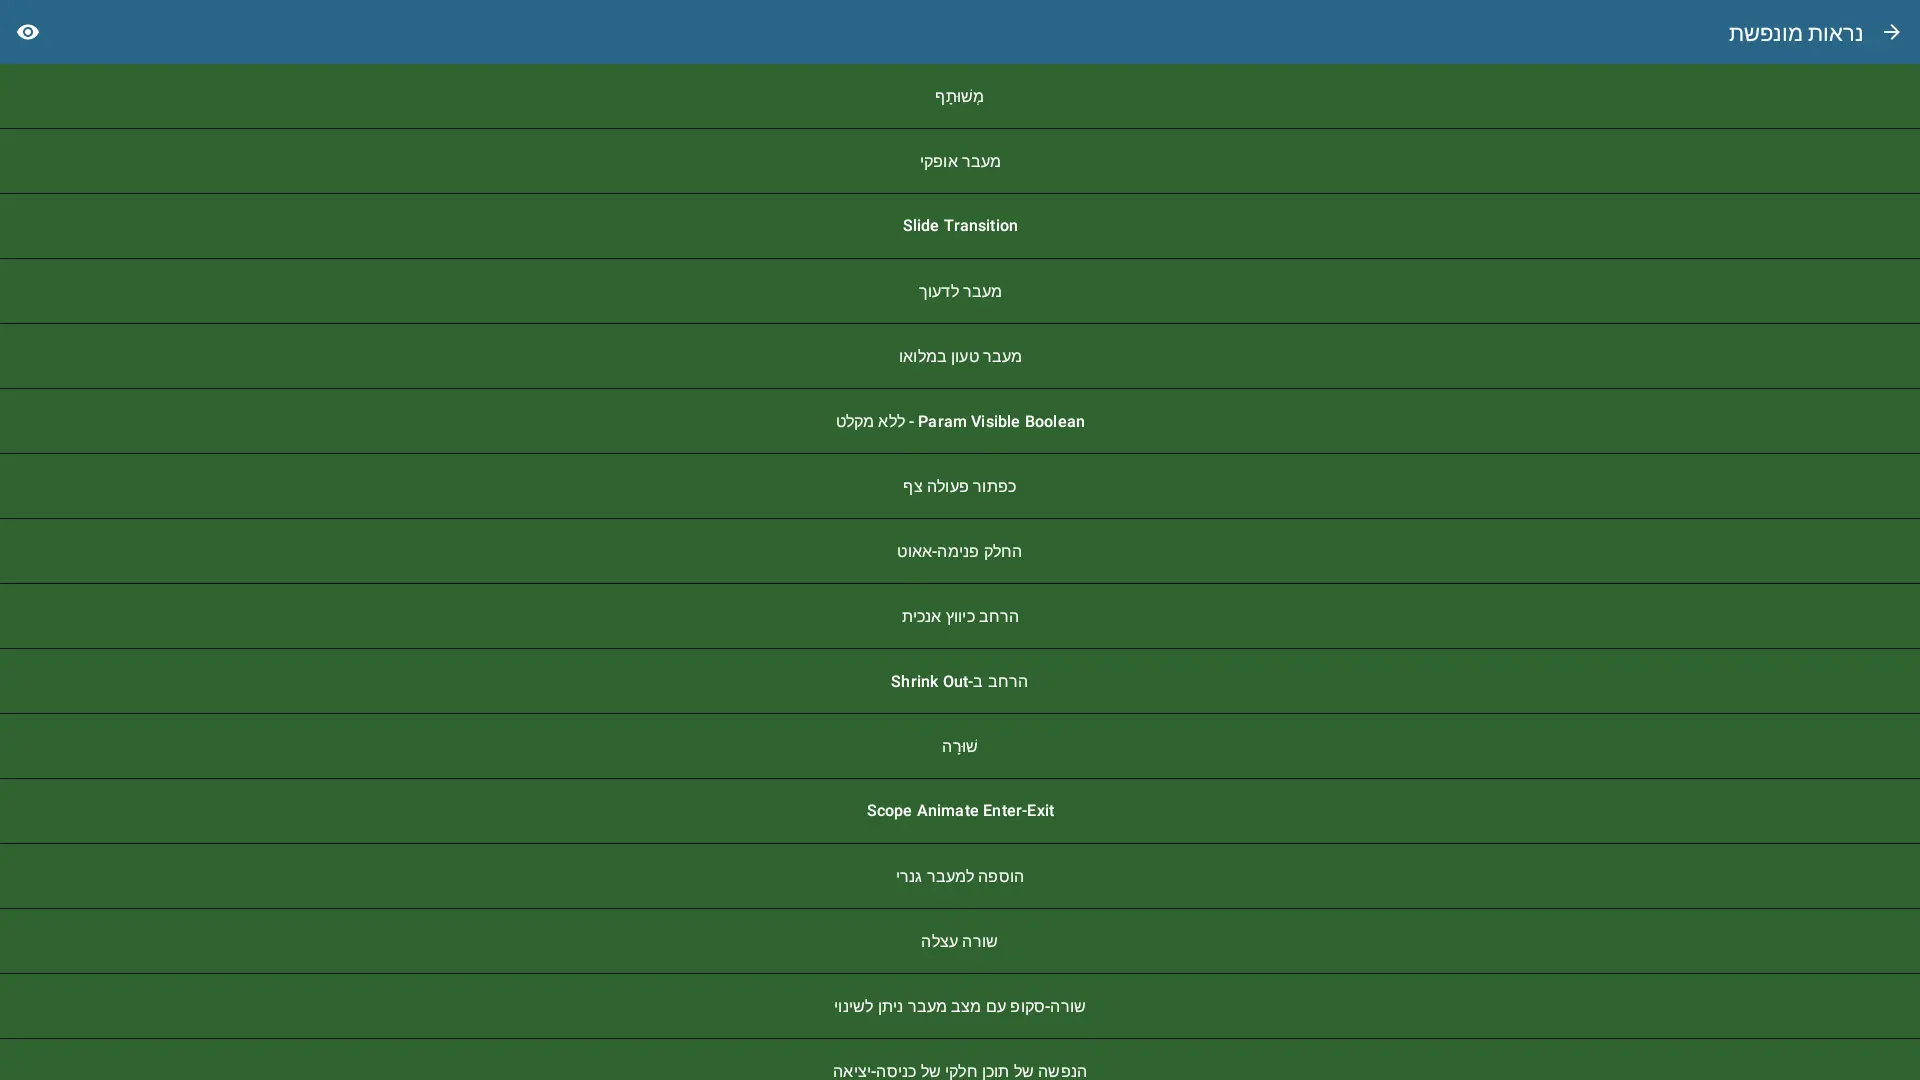 נראות מונפשת
מְשׁוּתָף
מעבר אופקי
Slide Transition
מעבר לדעוך
מעבר טעון במלואו
ללא מקלט - Param Visible Boolean
כפתור פעולה צף
החלק פנימה-אאוט
הרחב כיווץ אנכית
הרחב ב-Shrink Out
שׁוּרָה
Scope Animate Enter-Exit
הוספה למעבר גנרי
שורה עצלה
שורה-סקופ עם מצב מעבר ניתן לשינוי
הנפשה של תוכן חלקי של כניסה-יציאה